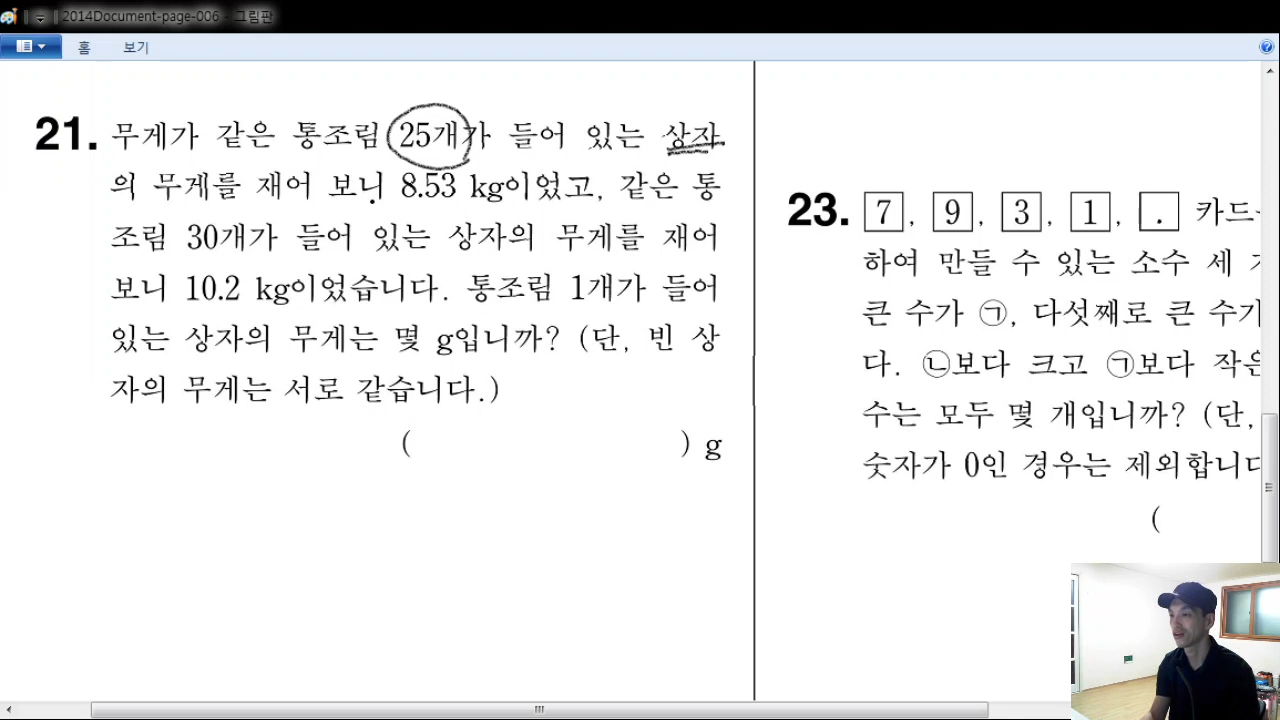 2014Document-page-006 - 그림판
홈 보기
21. 무게가 같은 통조림 25개가 들어 있는 상자
의 무게를 재어 보니 8.53 kg이었고, 같은 통
조림 30개가 들어 있는 상자의 무게를 재어
보니 10.2 kg이었습니다. 통조림 1개가 들어
있는 상자의 무게는 몇 g입니까? (단, 빈 상
자의 무게는 서로 같습니다.)
( ) g
23. 7, 9, 3, 1, . 카드
하여 만들 수 있는 소수 세
큰 수가 ㉠, 다섯째로 큰 수가
다. ㉡보다 크고 ㉠보다 작은
수는 모두 몇 개입니까? (단,
숫자가 0인 경우는 제외합니다
(